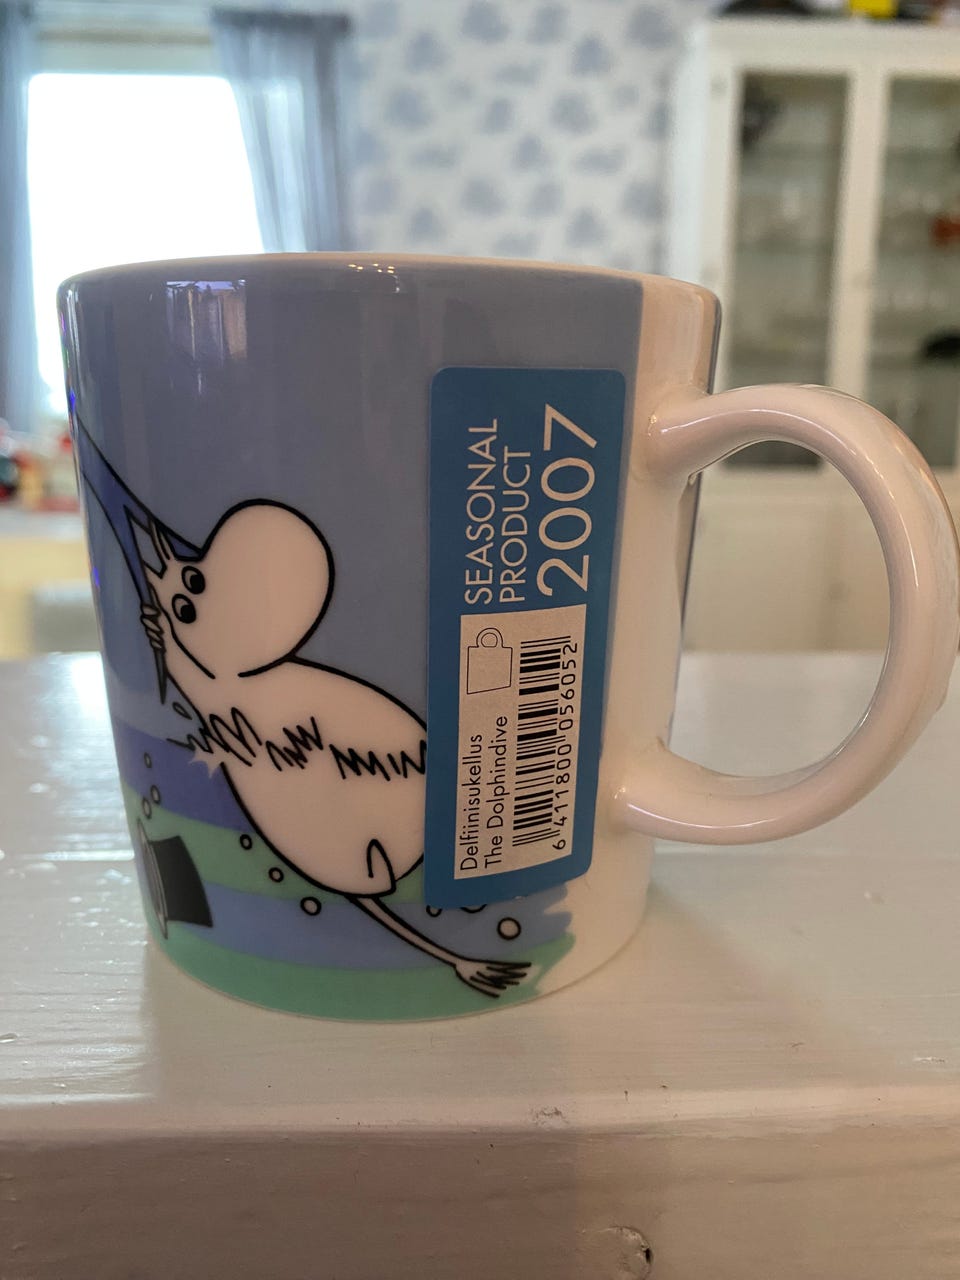 SEASONAL
PRODUCT
2007
Delfiinisukellus
The Dolphindive
6 411800 056052